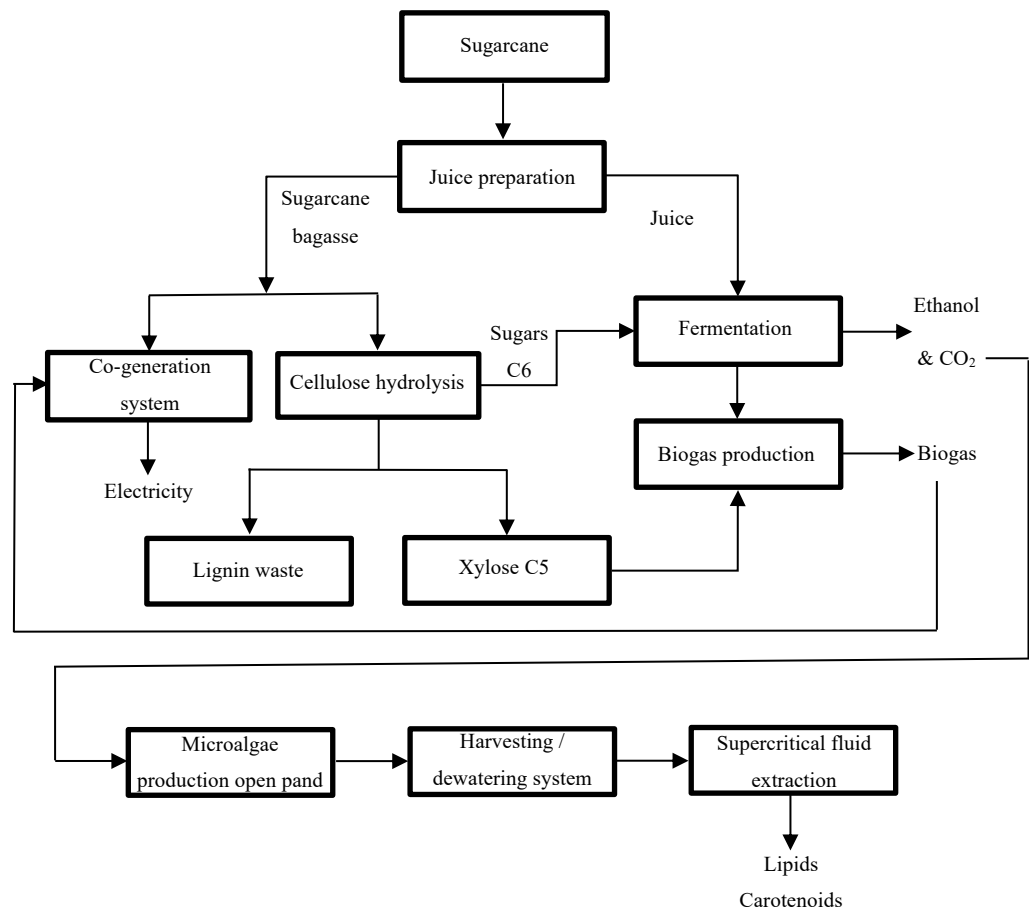 Sugarcane
Juice preparation
Sugarcane
bagasse
Juice
Co-generation
system
Cellulose hydrolysis
Sugars
C6
Fermentation
Ethanol
& CO₂
Electricity
Biogas production
Biogas
Lignin waste
Xylose C5
Microalgae
production open pand
Harvesting /
dewatering system
Supercritical fluid
extraction
Lipids
Carotenoids